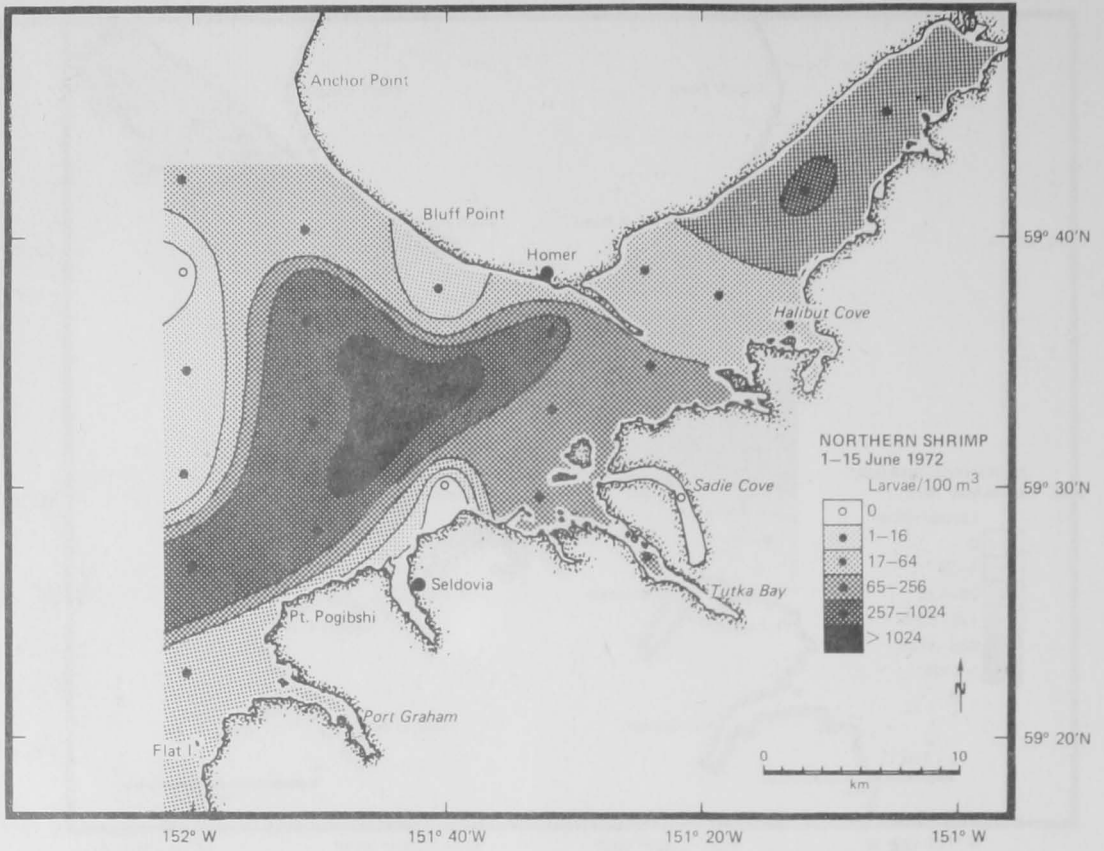 Anchor Point
Bluff Point
Homer
59° 40'N
Halibut Cove
NORTHERN SHRIMP
1–15 June 1972
Larvae/100 m³
0
1–16
17–64
65–256
257–1024
> 1024
Sadie Cove
59° 30'N
Seldovia
Tutka Bay
Pt. Pogibshi
N
Port Graham
Flat I.
0
10
km
59° 20'N
152° W
151° 40'W
151° 20'W
151° W